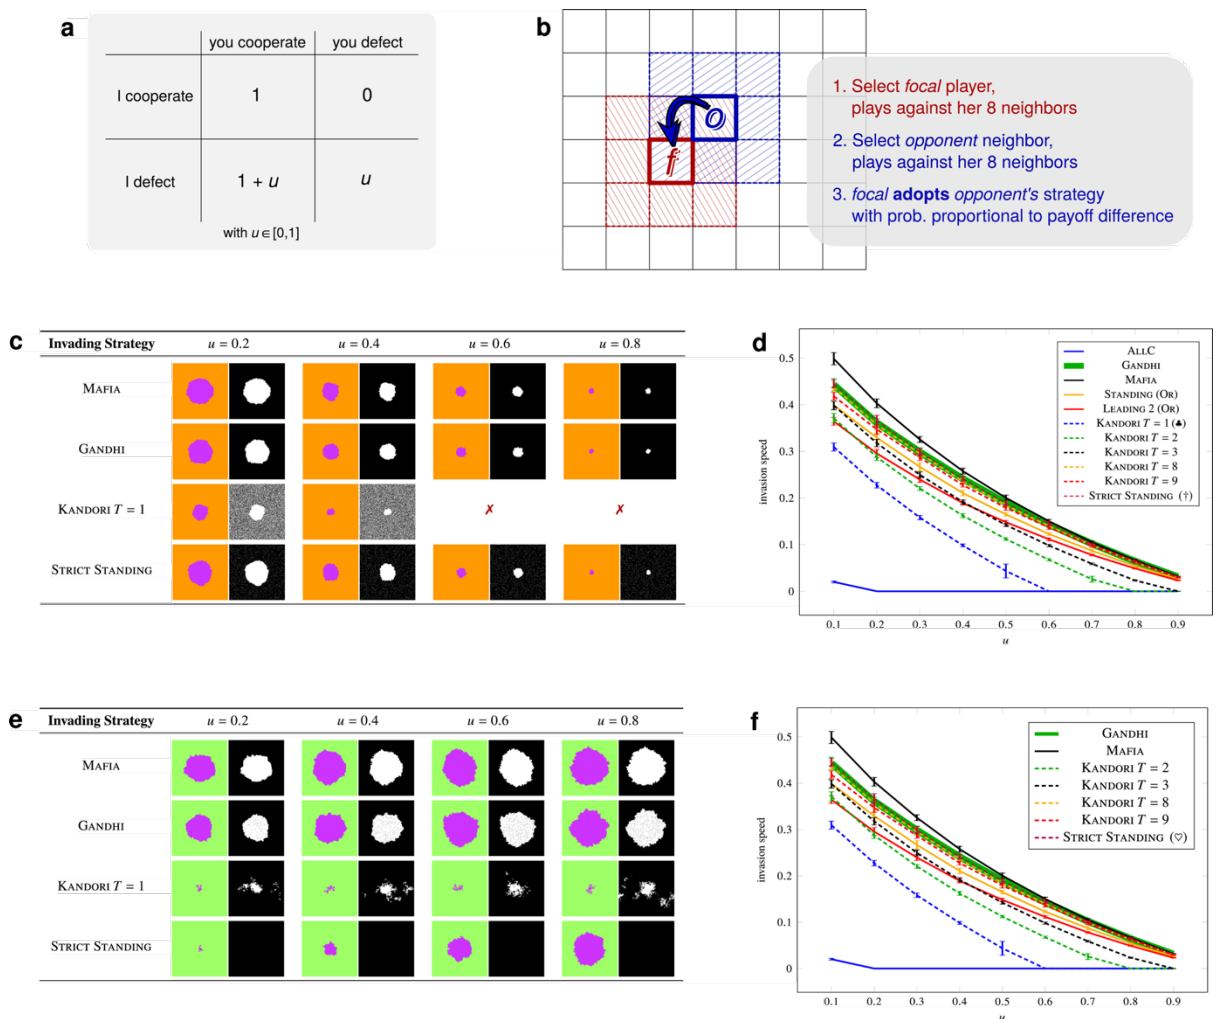 a
you cooperate you defect
I cooperate 1 0
I defect 1 + u u
with u ∈ [0,1]
b
o
f
1. Select focal player,
plays against her 8 neighbors
2. Select opponent neighbor,
plays against her 8 neighbors
3. focal adopts opponent's strategy
with prob. proportional to payoff difference
c
Invading Strategy u = 0.2 u = 0.4 u = 0.6 u = 0.8
MAFIA
GANDHI
KANDORI T = 1 ✗ ✗
STRICT STANDING
d
invasion speed
0.5
0.4
0.3
0.2
0.1
0
0.1 0.2 0.3 0.4 0.5 0.6 0.7 0.8 0.9
u
ALLC
GANDHI
MAFIA
STANDING (OR)
LEADING 2 (OR)
KANDORI T = 1 (♣)
KANDORI T = 2
KANDORI T = 3
KANDORI T = 8
KANDORI T = 9
STRICT STANDING (†)
e
Invading Strategy u = 0.2 u = 0.4 u = 0.6 u = 0.8
MAFIA
GANDHI
KANDORI T = 1
STRICT STANDING
f
invasion speed
0.5
0.4
0.3
0.2
0.1
0
0.1 0.2 0.3 0.4 0.5 0.6 0.7 0.8 0.9
u
GANDHI
MAFIA
KANDORI T = 2
KANDORI T = 3
KANDORI T = 8
KANDORI T = 9
STRICT STANDING (♡)